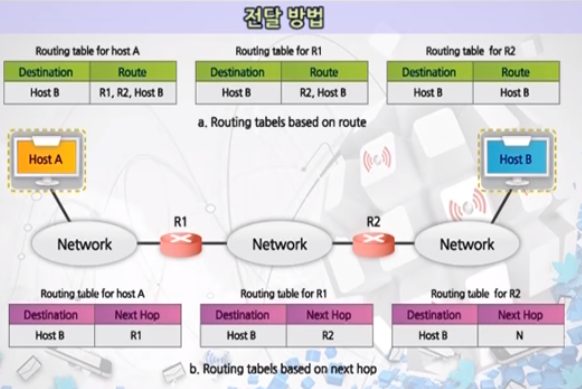 전달 방법
Routing table for host A Routing table for R1 Routing table for R2
Destination Route Destination Route Destination Route
Host B R1, R2, Host B Host B R2, Host B Host B Host B
a. Routing tabels based on route
Host A Host B
R1 R2
Network Network Network
Routing table for host A Routing table for R1 Routing table for R2
Destination Next Hop Destination Next Hop Destination Next Hop
Host B R1 Host B R2 Host B N
b. Routing tabels based on next hop